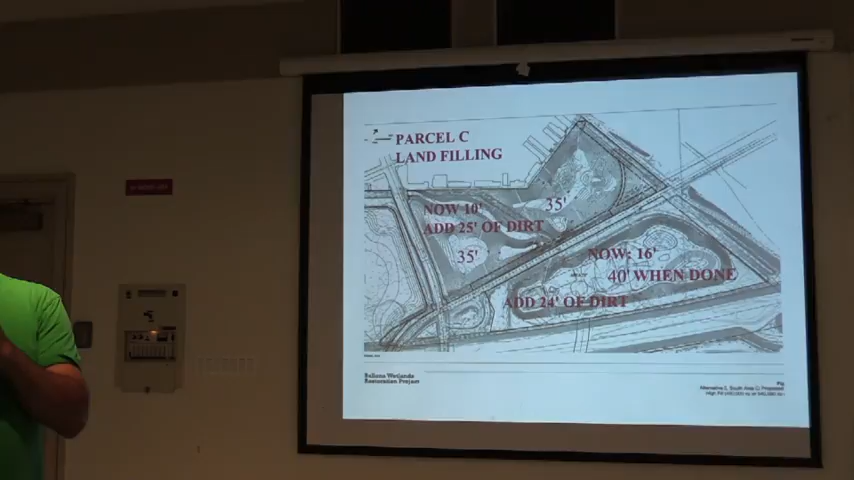 PARCEL C
LAND FILLING
NOW 10'
35'
ADD 25' OF DIRT
35'
NOW: 16'
40' WHEN DONE
ADD 24' OF DIRT
Ballona Wetlands
Restoration Project